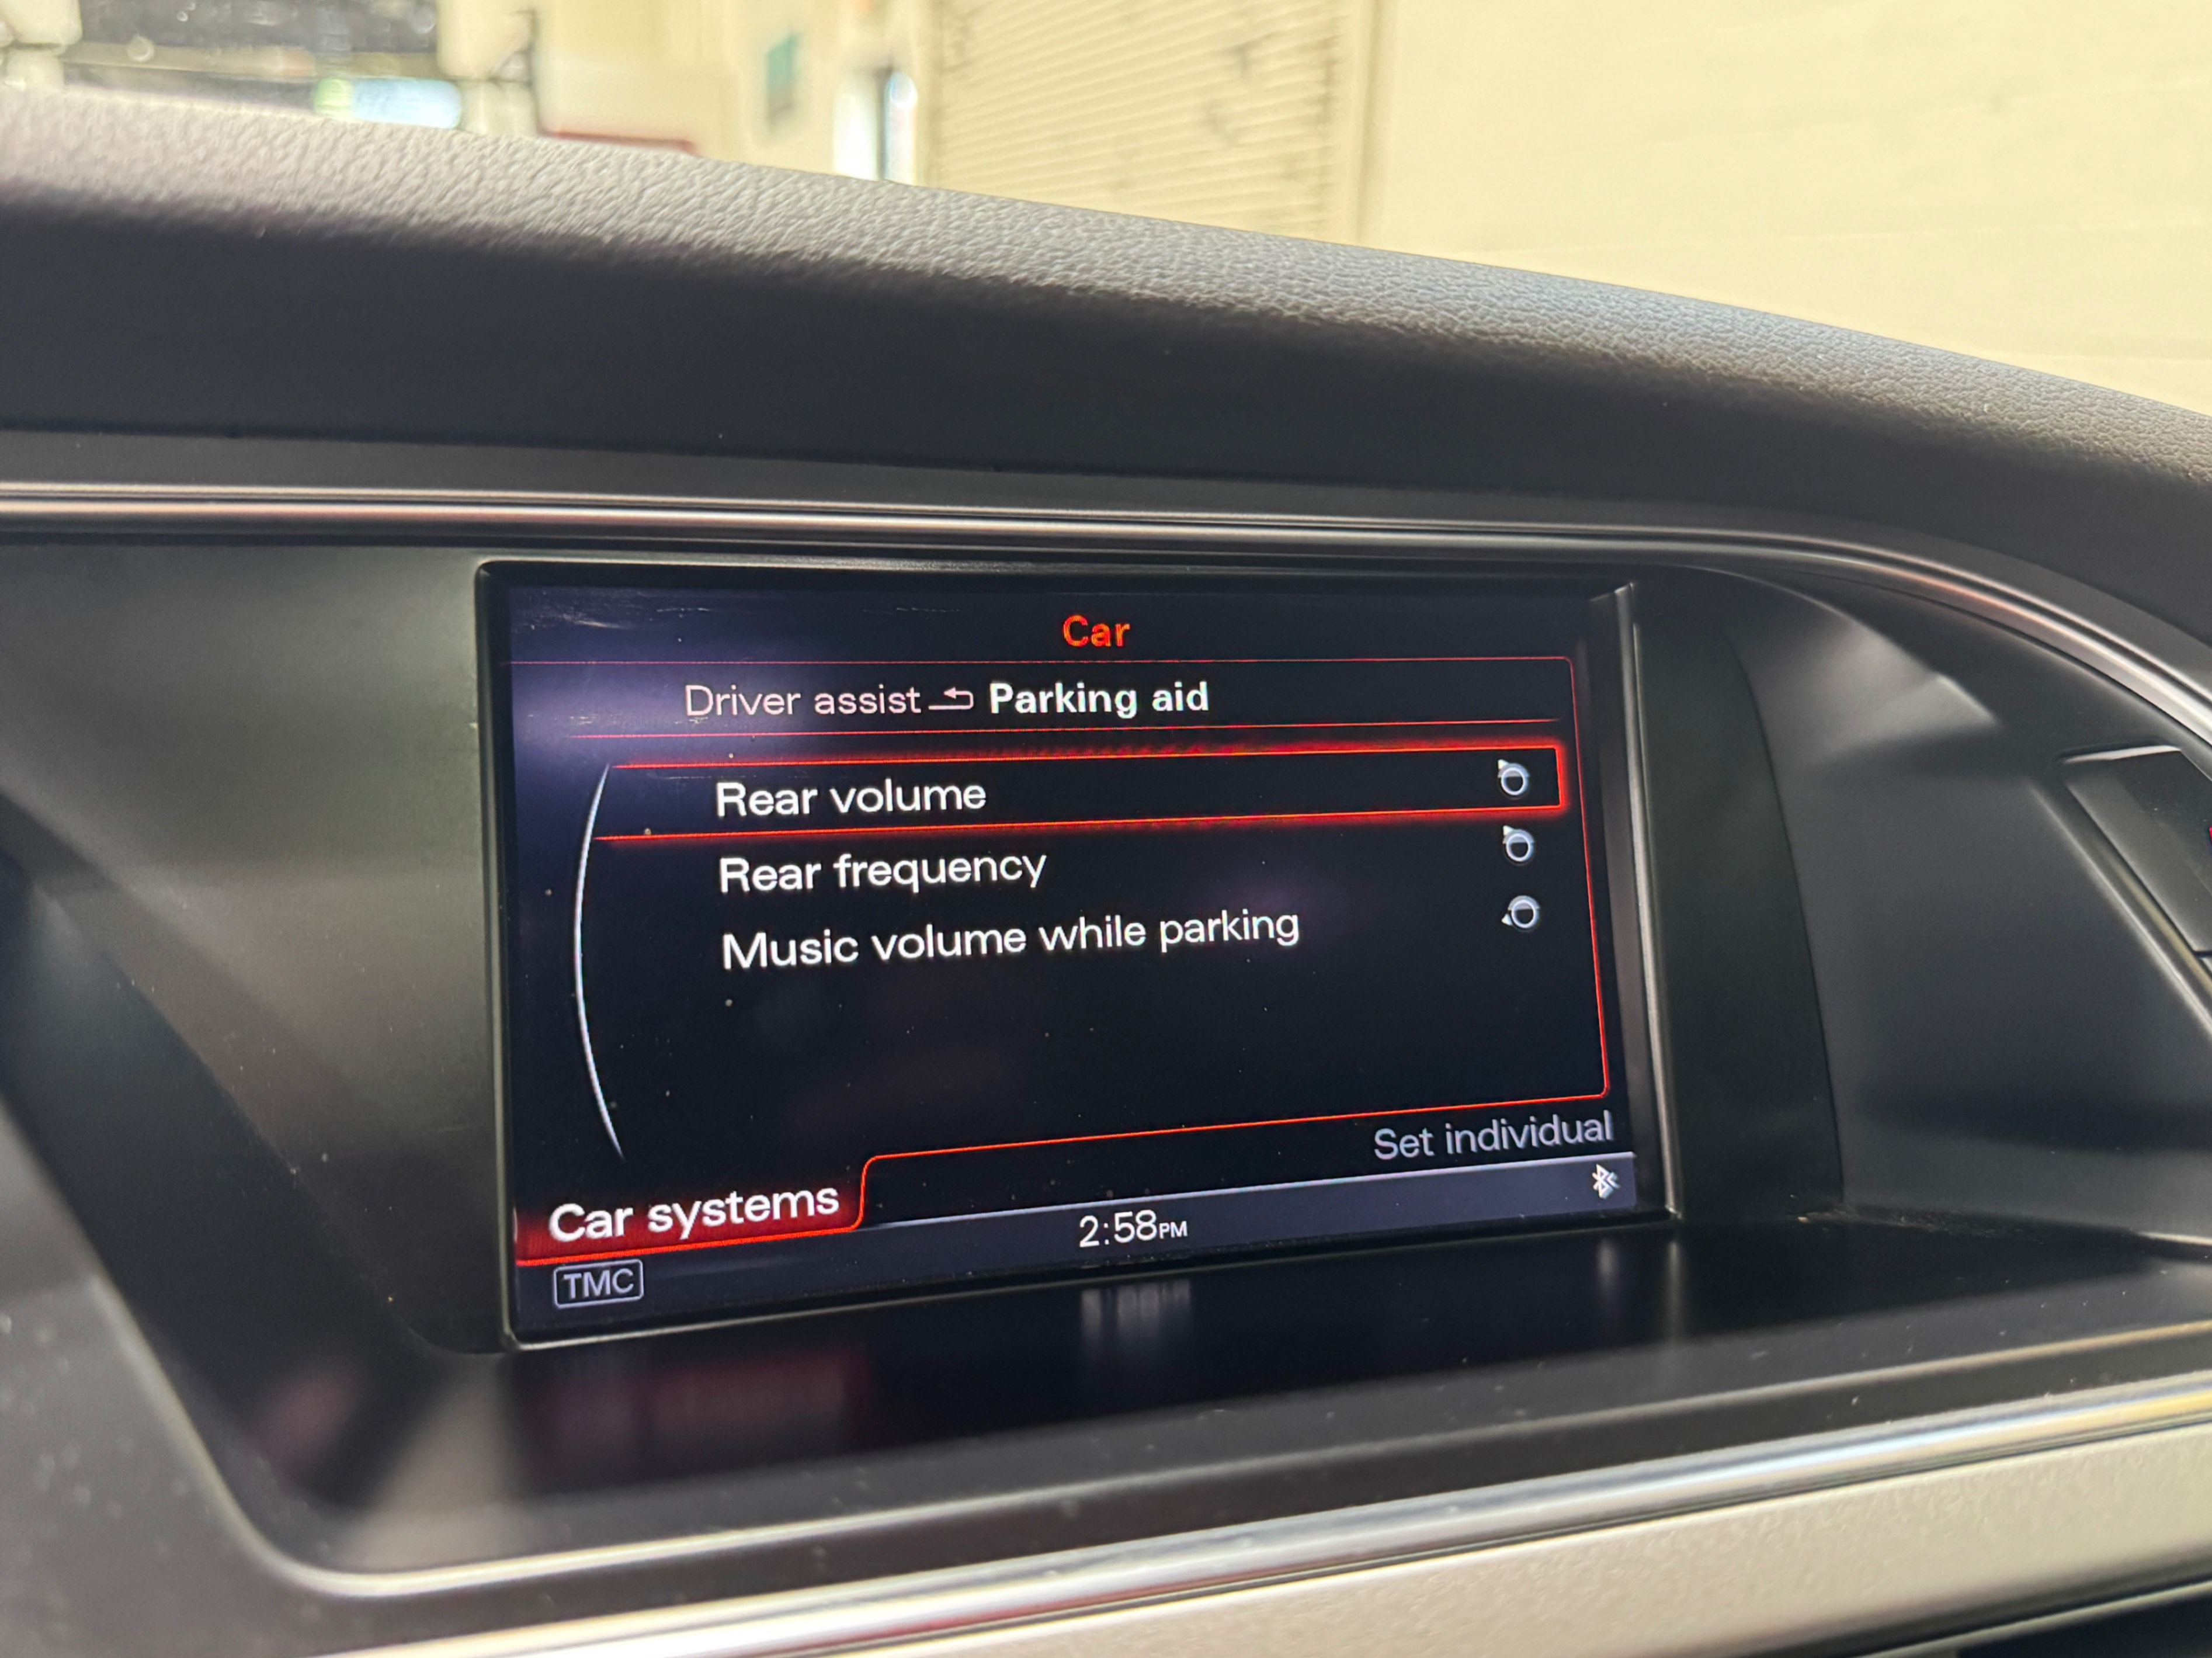 Car
Driver assist Parking aid
Rear volume
Rear frequency
Music volume while parking
Set individual
Car systems
2:58PM
TMC